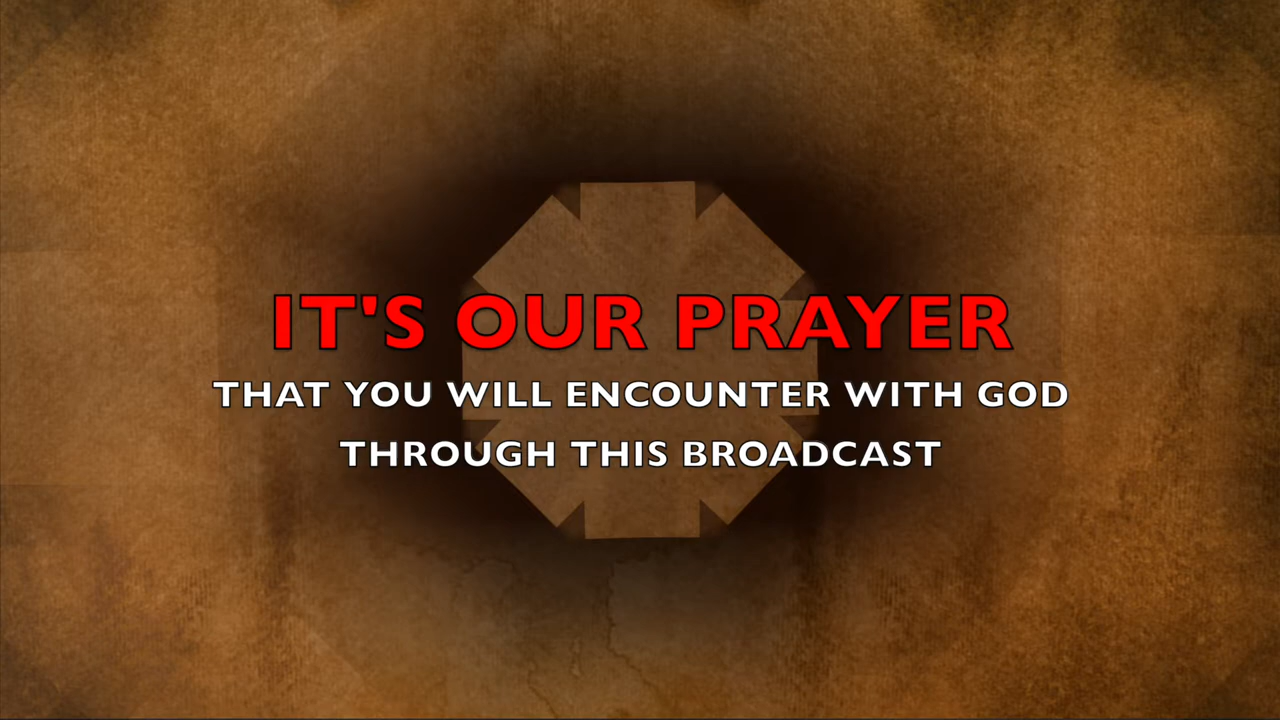 IT'S OUR PRAYER
THAT YOU WILL ENCOUNTER WITH GOD
THROUGH THIS BROADCAST